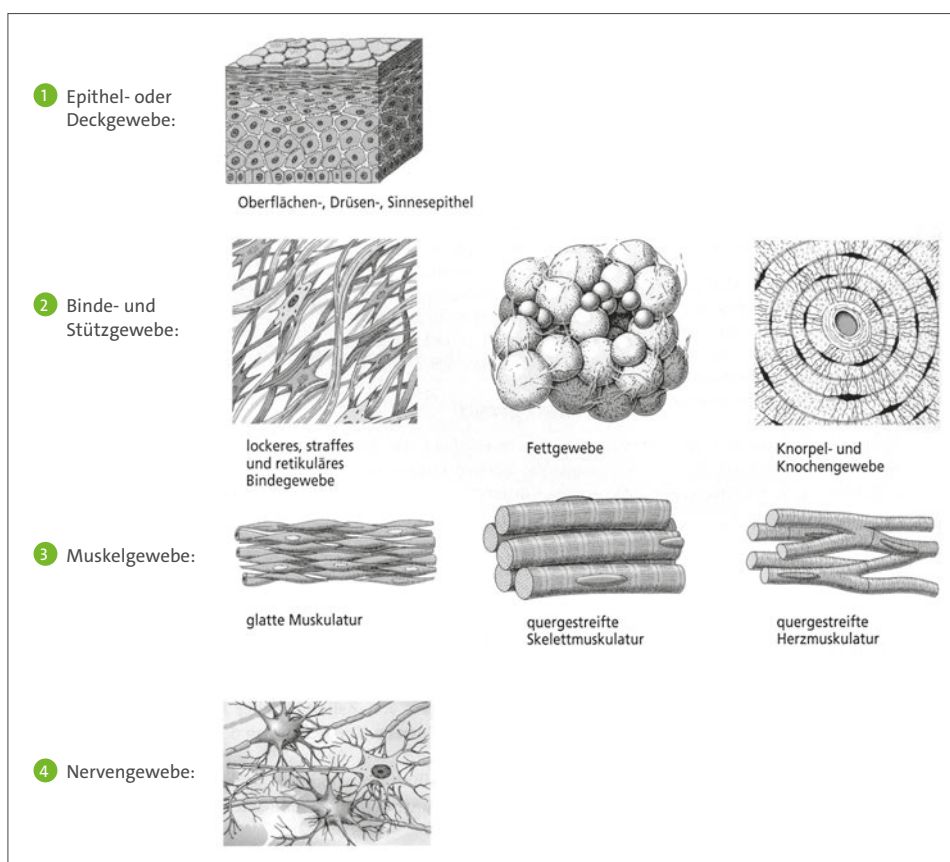 1 Epithel- oder
Deckgewebe:
Oberflächen-, Drüsen-, Sinnesepithel
2 Binde- und
Stützgewebe:
lockeres, straffes
und retikuläres
Bindegewebe
Fettgewebe
Knorpel- und
Knochengewebe
3 Muskelgewebe:
glatte Muskulatur
quergestreifte
Skelettmuskulatur
quergestreifte
Herzmuskulatur
4 Nervengewebe: